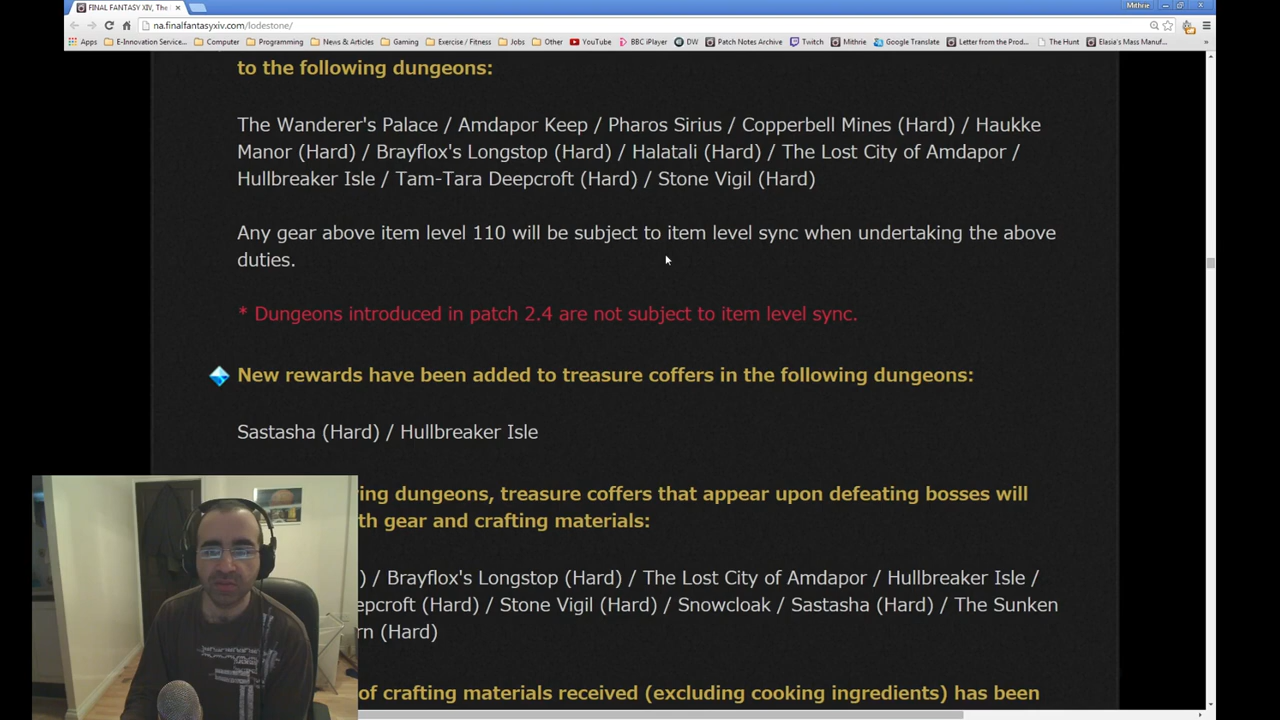 FINAL FANTASY XIV, The
Mithrie
na.finalfantasyxiv.com/lodestone/
Apps E-Innovation Service... Computer Programming News & Articles Gaming Exercise / Fitness Jobs Other YouTube BBC iPlayer DW Patch Notes Archive Twitch Mithrie Google Translate Letter from the Prod... The Hunt Elasia's Mass Manuf...
to the following dungeons:
The Wanderer's Palace / Amdapor Keep / Pharos Sirius / Copperbell Mines (Hard) / Haukke
Manor (Hard) / Brayflox's Longstop (Hard) / Halatali (Hard) / The Lost City of Amdapor /
Hullbreaker Isle / Tam-Tara Deepcroft (Hard) / Stone Vigil (Hard)
Any gear above item level 110 will be subject to item level sync when undertaking the above
duties.
* Dungeons introduced in patch 2.4 are not subject to item level sync.
New rewards have been added to treasure coffers in the following dungeons:
Sastasha (Hard) / Hullbreaker Isle
ing dungeons, treasure coffers that appear upon defeating bosses will
th gear and crafting materials:
) / Brayflox's Longstop (Hard) / The Lost City of Amdapor / Hullbreaker Isle /
epcroft (Hard) / Stone Vigil (Hard) / Snowcloak / Sastasha (Hard) / The Sunken
rn (Hard)
of crafting materials received (excluding cooking ingredients) has been